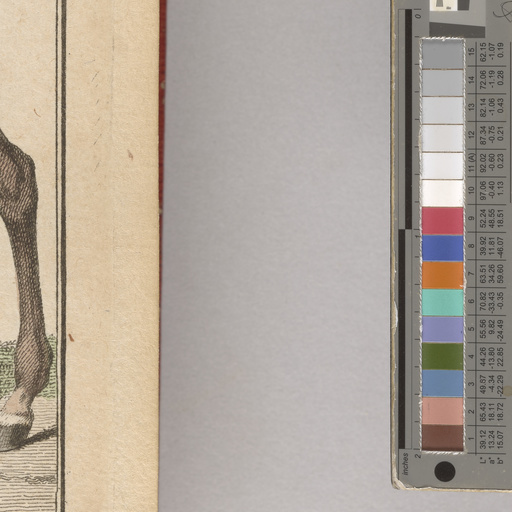 0
15 62.15 -1.07 0.19
14 72.06 -1.19 0.28
13 82.14 -1.06 0.43
12 87.34 -0.75 0.21
11 (A) 92.02 -0.60 0.23
10 97.06 -0.40 1.13
9 52.24 48.55 18.51
8 39.92 11.81 -46.07
7 63.51 34.26 59.60
6 70.82 -33.43 -0.35
5 55.56 9.82 -24.49
4 44.26 -13.80 22.85
3 49.87 -4.34 -22.29
2 65.43 18.11 18.72
1 39.12 13.24 15.07
L* a* b*
1
2
inches